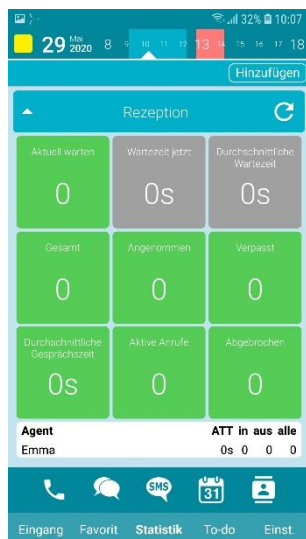 32% 10:07
29 Mai 2020 8 9 10 11 12 13 14 15 16 17 18
Hinzufügen
Rezeption
Aktuell warten
0
Wartezeit jetzt
0s
Durchschnittliche
Wartezeit
0s
Gesamt
0
Angenommen
0
Verpasst
0
Durchschnittliche
Gesprächszeit
0s
Aktive Anrufe
0
Abgebrochen
0
Agent ATT in aus alle
Emma 0s 0 0 0
SMS
31
Eingang Favorit Statistik To-do Einst.